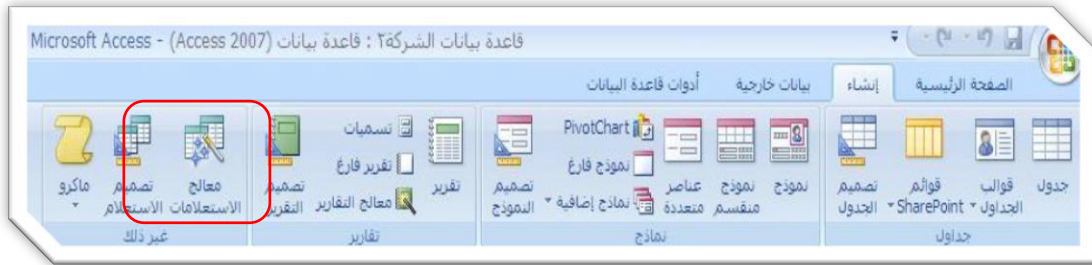 قاعدة بيانات الشركة٢ : قاعدة بيانات (Access 2007) - Microsoft Access
الصفحة الرئيسية إنشاء بيانات خارجية أدوات قاعدة البيانات
جدول
قوالب الجداول
قوائم SharePoint
تصميم الجدول
جداول
نموذج
نموذج منقسم
عناصر متعددة
PivotChart
نموذج فارغ
نماذج إضافية
تصميم النموذج
نماذج
تقرير
تسميات
تقرير فارغ
معالج التقارير
تصميم التقرير
تقارير
معالج الاستعلامات
تصميم الاستعلام
ماكرو
غير ذلك